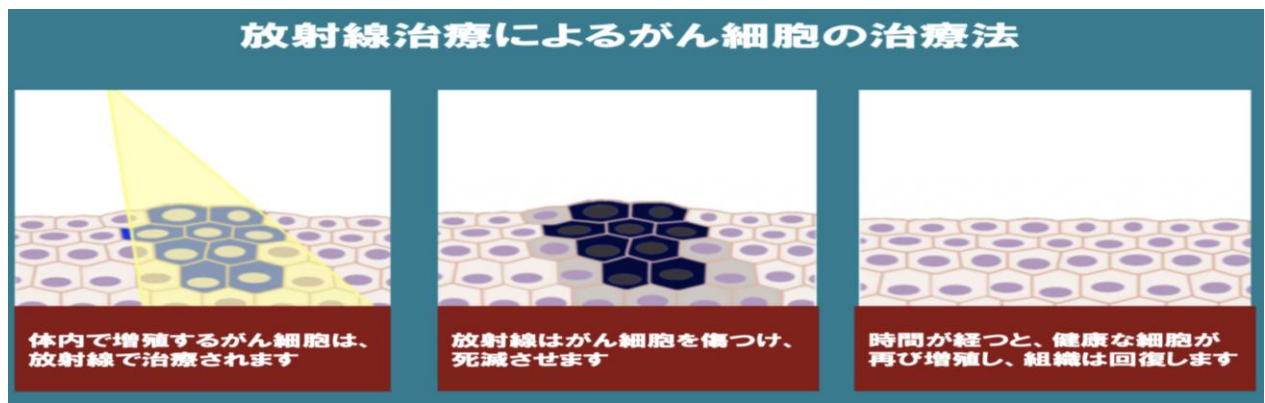 放射線治療によるがん細胞の治療法
体内で増殖するがん細胞は、
放射線で治療されます
放射線はがん細胞を傷つけ、
死滅させます
時間が経つと、健康な細胞が
再び増殖し、組織は回復します